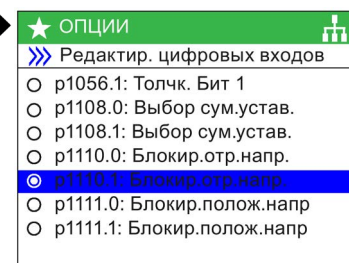 ОПЦИИ
Редактир. цифровых входов
p1056.1: Толчк. Бит 1
p1108.0: Выбор сум.устав.
p1108.1: Выбор сум.устав.
p1110.0: Блокир.отр.напр.
p1110.1: Блокир.отр.напр.
p1111.0: Блокир.полож.напр
p1111.1: Блокир.полож.напр